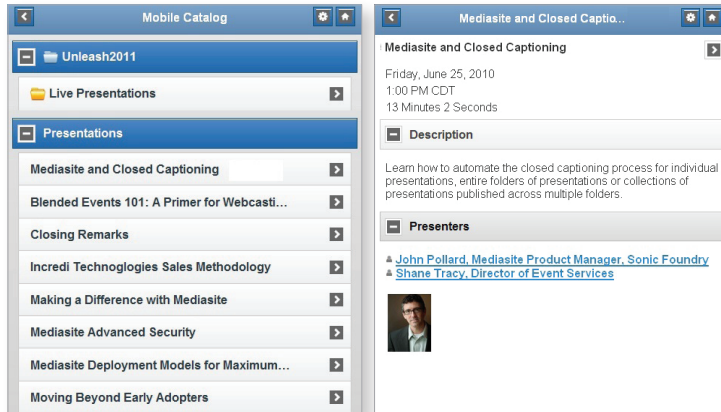 Mobile Catalog
Unleash2011
Live Presentations
Presentations
Mediasite and Closed Captioning
Blended Events 101: A Primer for Webcasti...
Closing Remarks
Incredi Technoglogies Sales Methodology
Making a Difference with Mediasite
Mediasite Advanced Security
Mediasite Deployment Models for Maximum...
Moving Beyond Early Adopters
Mediasite and Closed Captio...
Mediasite and Closed Captioning
Friday, June 25, 2010
1:00 PM CDT
13 Minutes 2 Seconds
Description
Learn how to automate the closed captioning process for individual
presentations, entire folders of presentations or collections of
presentations published across multiple folders.
Presenters
John Pollard, Mediasite Product Manager, Sonic Foundry
Shane Tracy, Director of Event Services